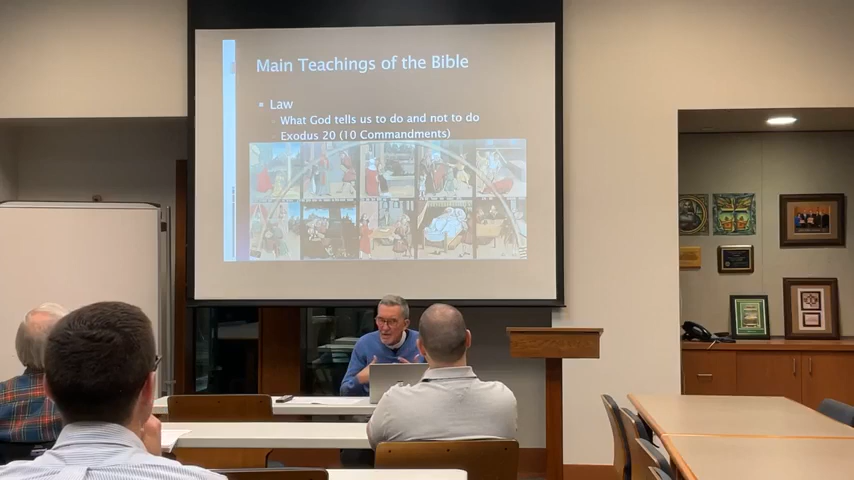 Main Teachings of the Bible
Law
What God tells us to do and not to do
Exodus 20 (10 Commandments)